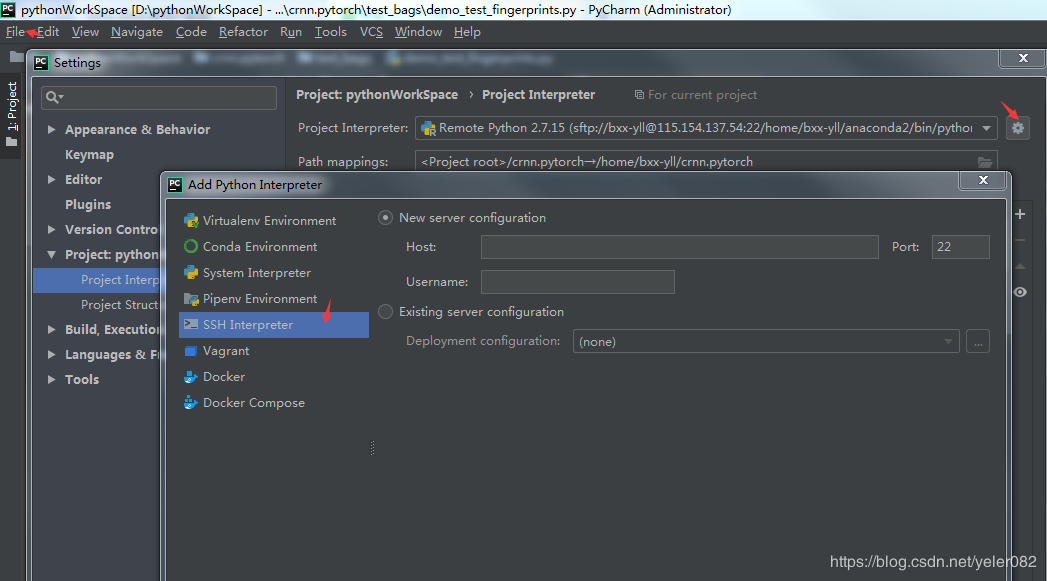 PC pythonWorkSpace [D:\pythonWorkSpace] - ...\crnn.pytorch\test_bags\demo_test_fingerprints.py - PyCharm (Administrator)
File Edit View Navigate Code Refactor Run Tools VCS Window Help
PC Settings
1: Project
Project: pythonWorkSpace › Project Interpreter For current project
Project Interpreter: Remote Python 2.7.15 (sftp://bxx-yll@115.154.137.54:22/home/bxx-yll/anaconda2/bin/python
Path mappings: <Project root>/crnn.pytorch→/home/bxx-yll/crnn.pytorch
Appearance & Behavior
Keymap
Editor
Plugins
Version Contro
Project: python
Project Interp
Project Struct
Build, Execution
Languages & Fr
Tools
PC Add Python Interpreter
Virtualenv Environment
Conda Environment
System Interpreter
Pipenv Environment
SSH Interpreter
Vagrant
Docker
Docker Compose
New server configuration
Host: Port: 22
Username:
Existing server configuration
Deployment configuration: (none) ...
https://blog.csdn.net/yeler082